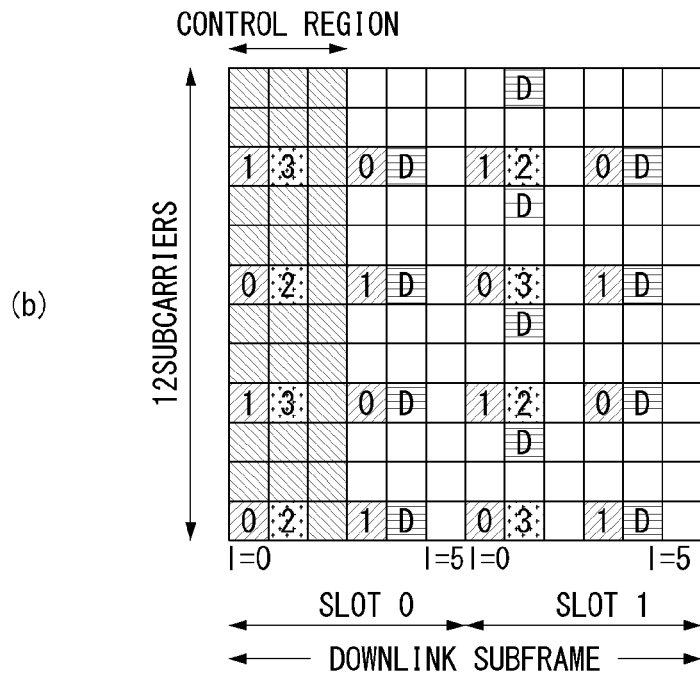 CONTROL REGION
D
1 3 0 D 1 2 0 D
D
0 2 1 D 0 3 1 D
D
1 3 0 D 1 2 0 D
D
0 2 1 D 0 3 1 D
12SUBCARRIERS
(b)
l=0 l=5 l=0 l=5
SLOT 0 SLOT 1
DOWNLINK SUBFRAME